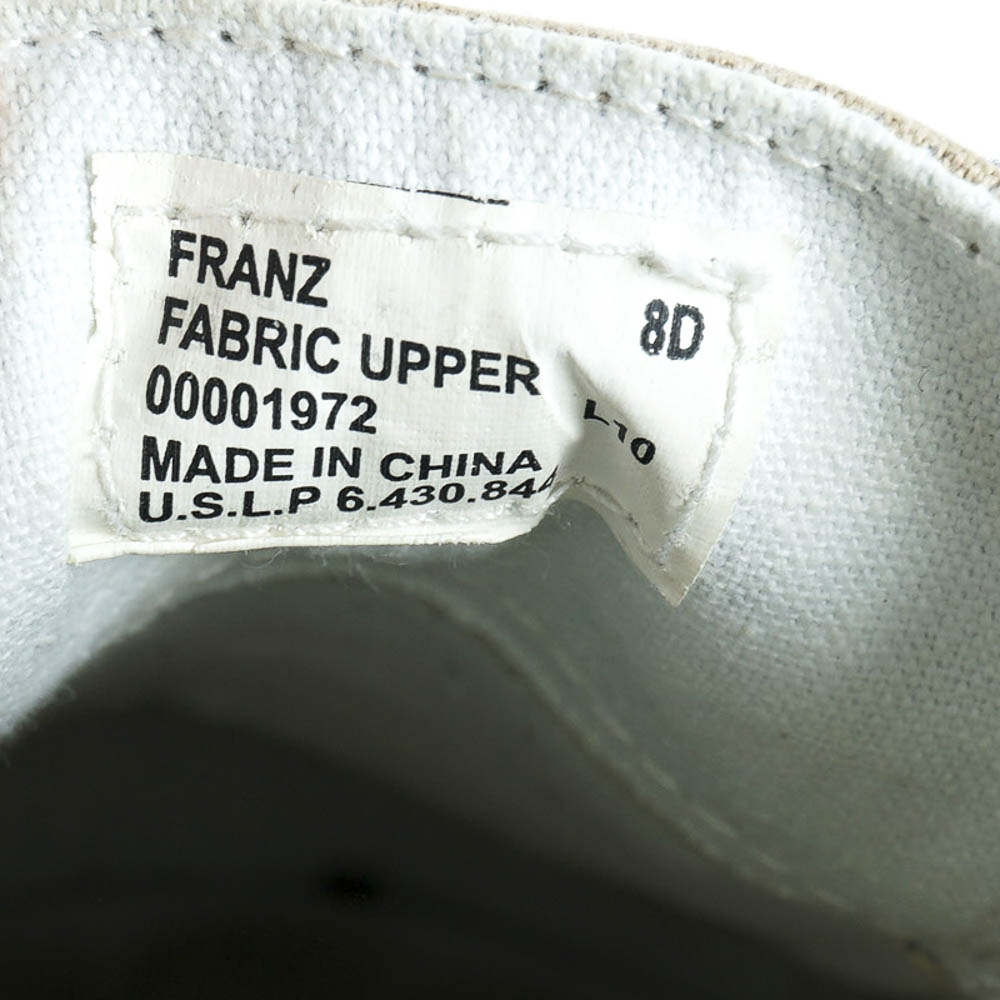 FRANZ
8D
FABRIC UPPER
00001972
MADE IN CHINA
U.S.L.P 6.430.844